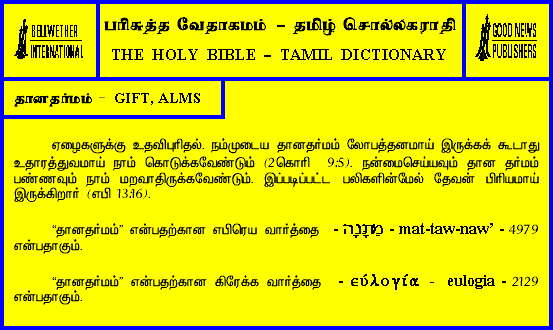 BELLWETHER
INTERNATIONAL
பரிசுத்த வேதாகமம் – தமிழ் சொல்லகராதி
THE HOLY BIBLE – TAMIL DICTIONARY
GOOD NEWS
PUBLISHERS
தானதர்மம் – GIFT, ALMS
ஏழைகளுக்கு உதவிபுரிதல். நம்முடைய தானதர்மம் லோபத்தனமாய் இருக்கக் கூடாது
உதாரத்துவமாய் நாம் கொடுக்கவேண்டும் (2கொரி 9:5). நன்மைசெய்யவும் தான தர்மம்
பண்ணவும் நாம் மறவாதிருக்கவேண்டும். இப்படிப்பட்ட பலிகளின்மேல் தேவன் பிரியமாய்
இருக்கிறார் (எபி 13:16).
“தானதர்மம்” என்பதற்கான எபிரெய வார்த்தை - מַתָּנָה - mat-taw-naw’ - 4979
என்பதாகும்.
“தானதர்மம்” என்பதற்கான கிரேக்க வார்த்தை - εύλογία - eulogia - 2129
என்பதாகும்.